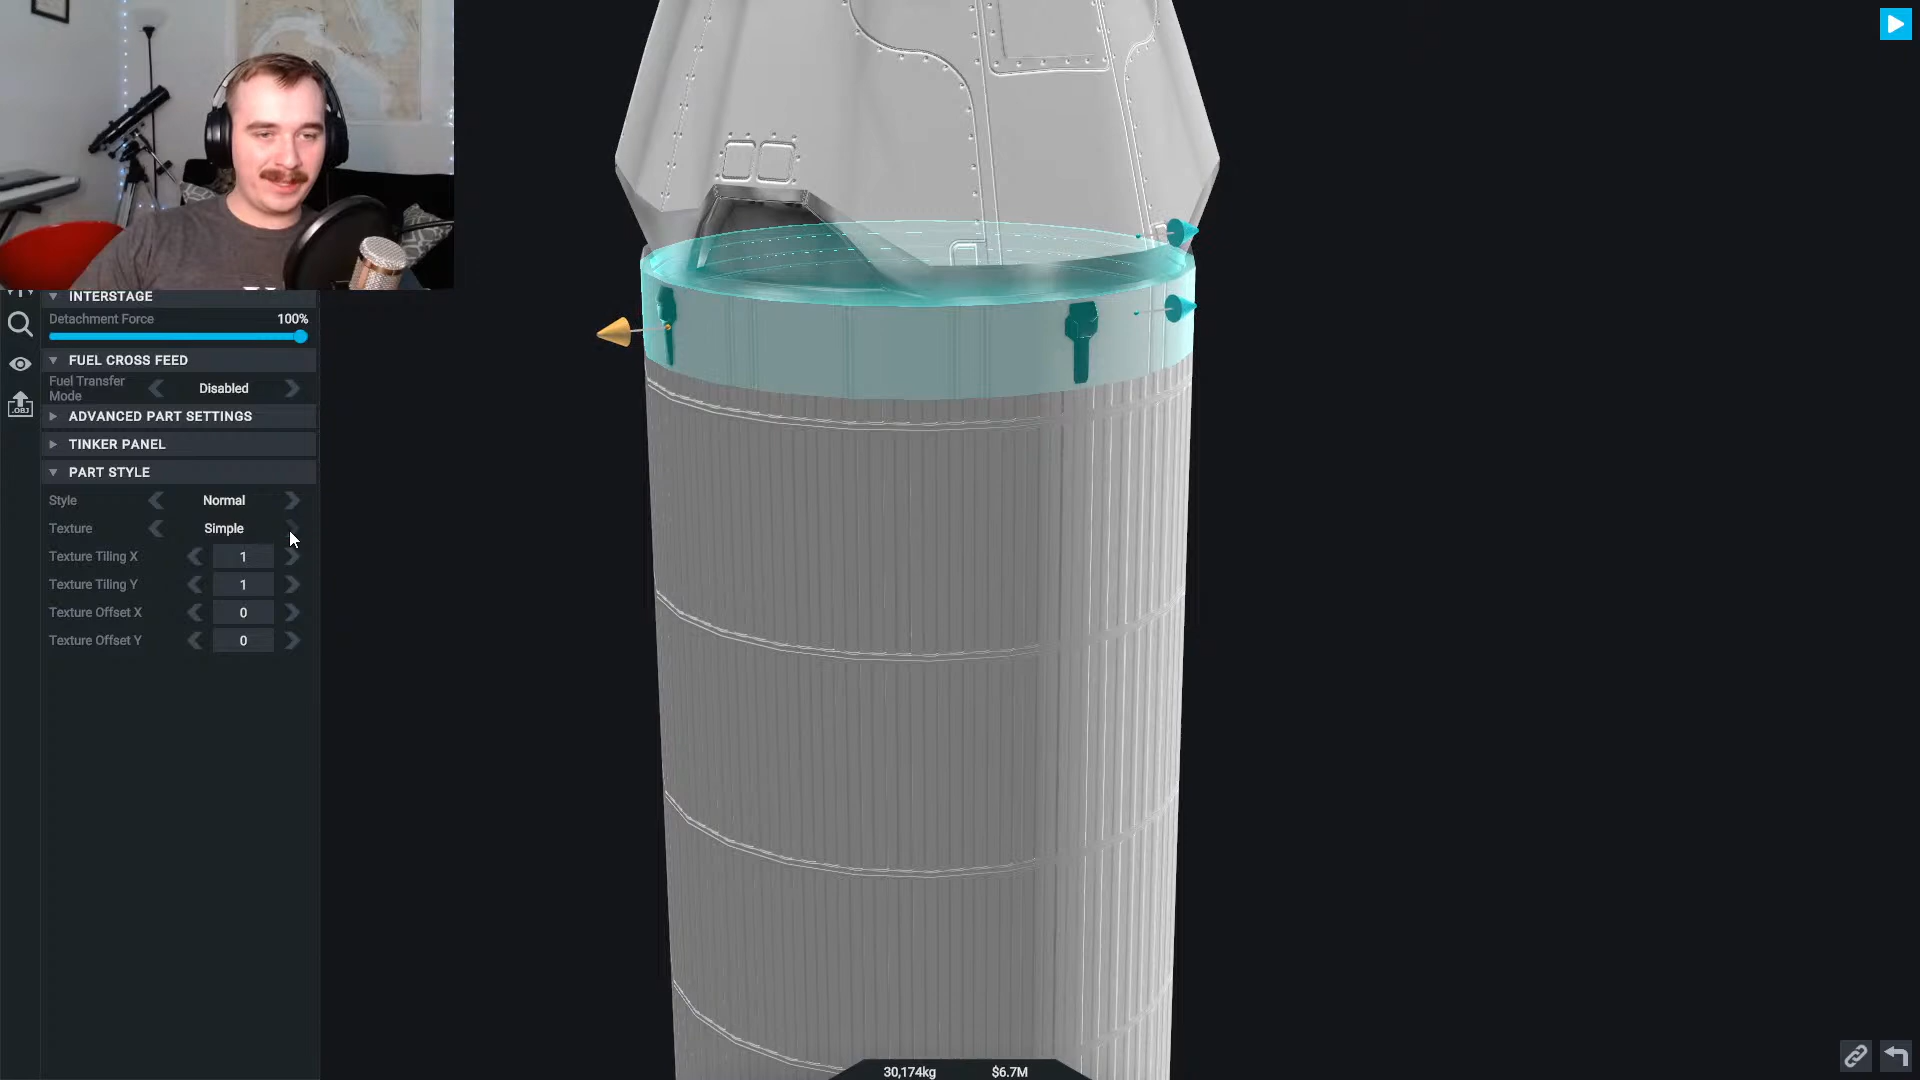 INTERSTAGE
Detachment Force 100%
FUEL CROSS FEED
Fuel Transfer Mode Disabled
ADVANCED PART SETTINGS
TINKER PANEL
PART STYLE
Style Normal
Texture Simple
Texture Tiling X 1
Texture Tiling Y 1
Texture Offset X 0
Texture Offset Y 0
.OBJ
30,174kg $6.7M